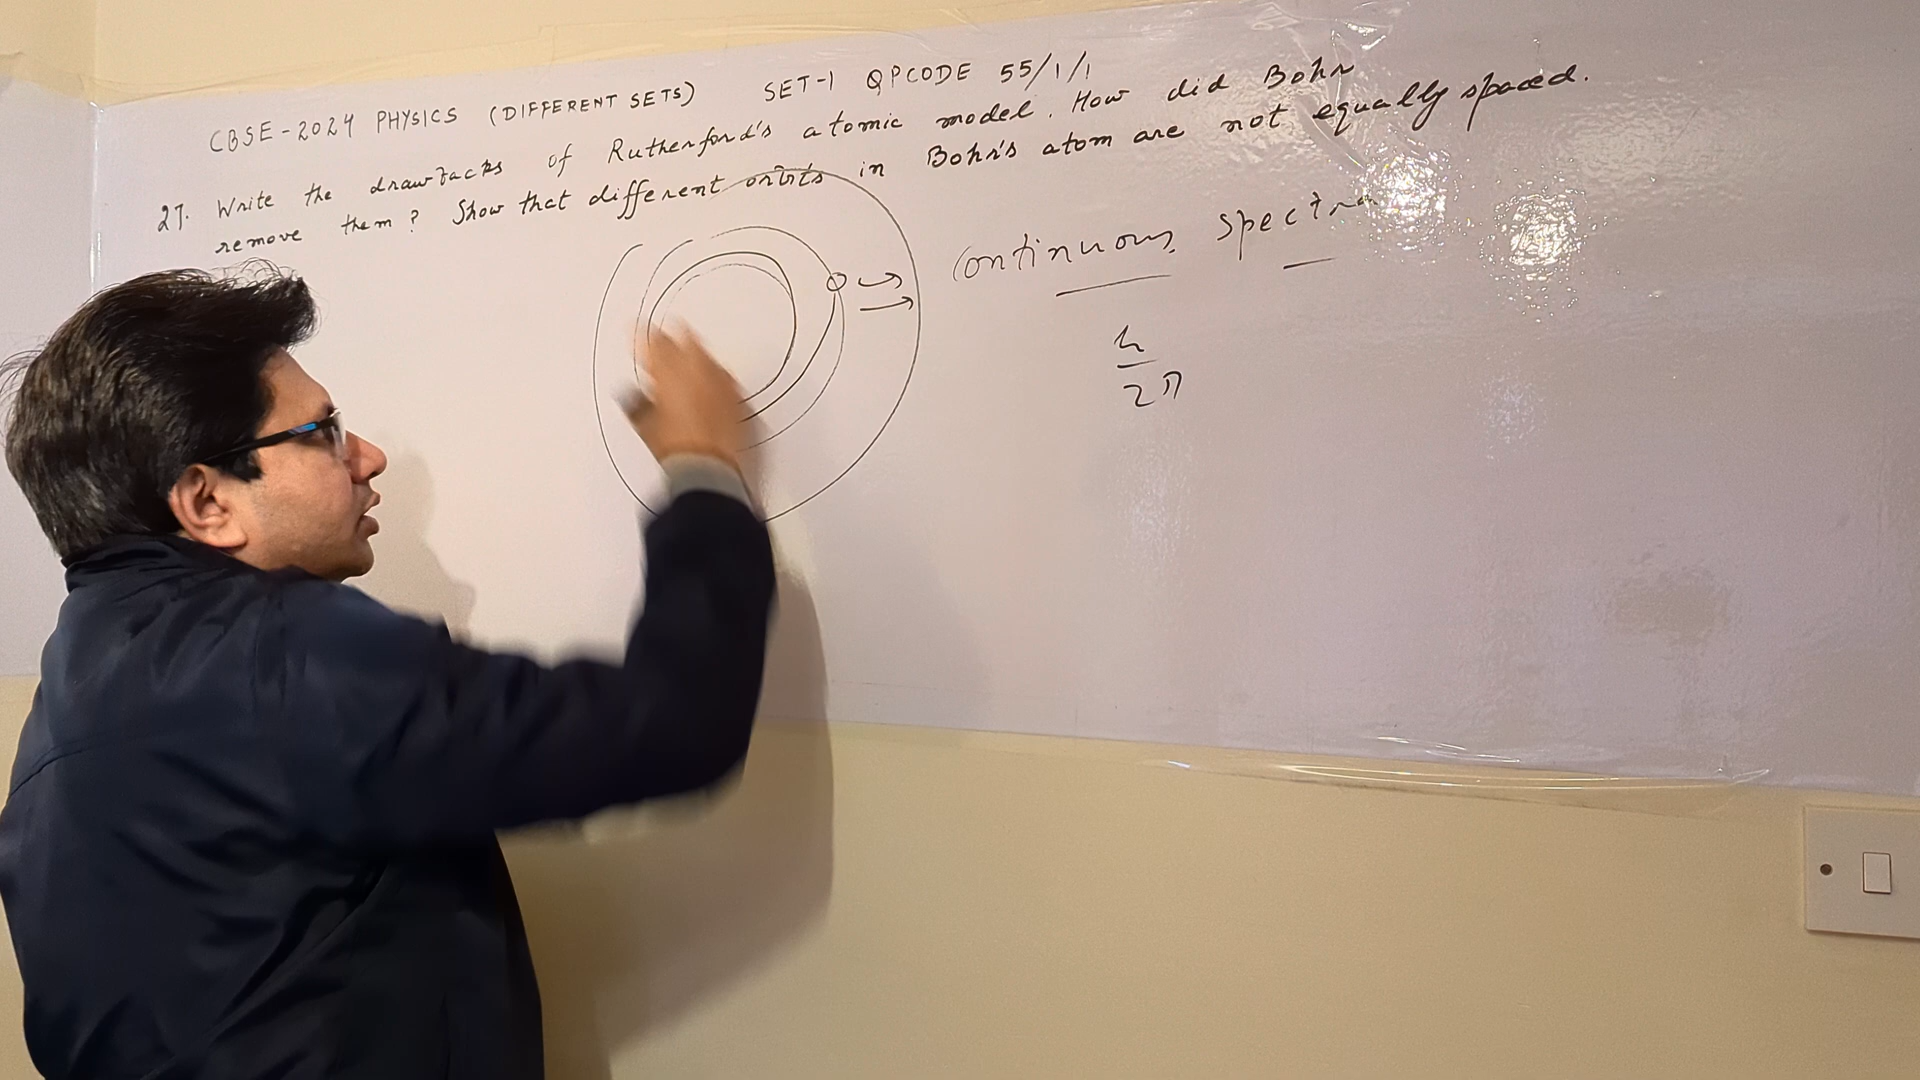 CBSE-2024 PHYSICS (DIFFERENT SETS) SET-1 QPCODE 55/1/1
27. Write the drawbacks of Rutherford's atomic model. How did Bohr
remove them? Show that different orbits in Bohr's atom are not equally spaced.
continuous spectra
h
2π